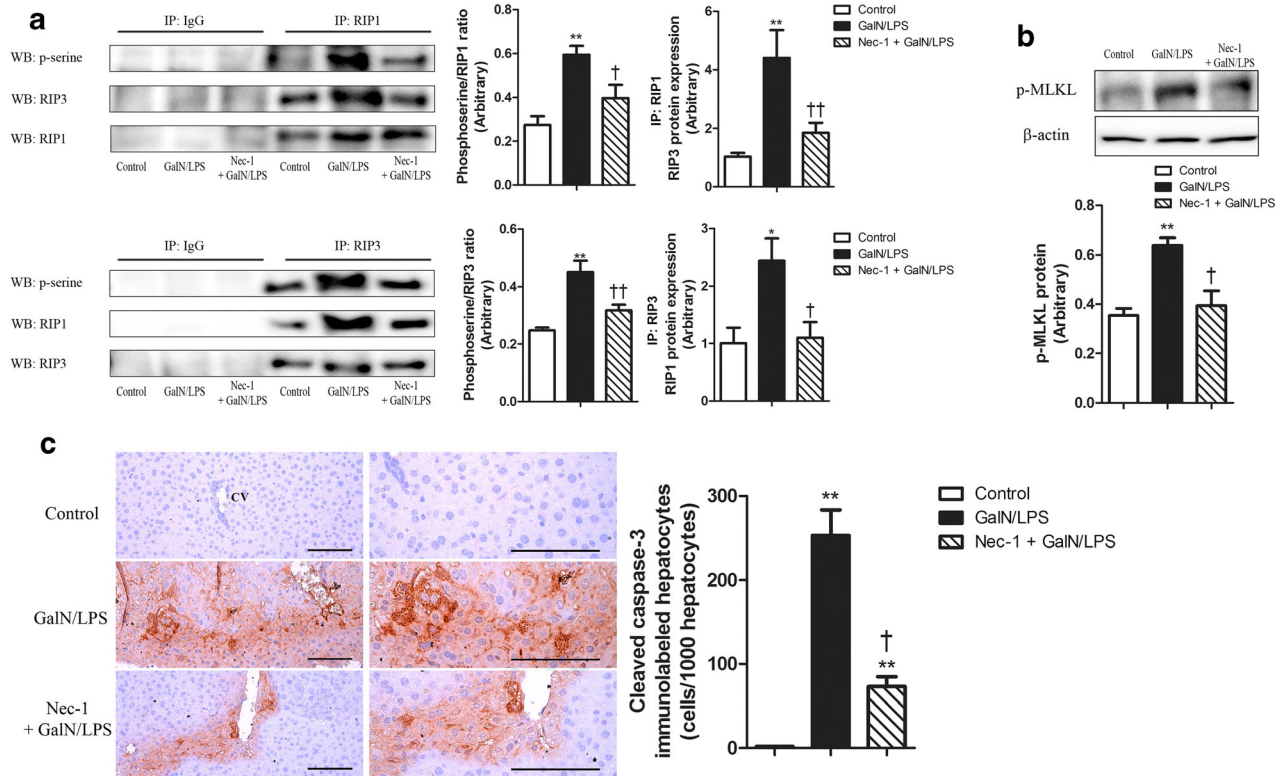 a
IP: IgG
IP: RIP1
WB: p-serine
WB: RIP3
WB: RIP1
Control
GalN/LPS
Nec-1
+ GalN/LPS
Control
GalN/LPS
Nec-1
+ GalN/LPS
Phosphoserine/RIP1 ratio
(Arbitrary)
0.8
0.6
0.4
0.2
0.0
**
†
IP: RIP1
RIP3 protein expression
(Arbitrary)
6
4
2
0
**
††
Control
GalN/LPS
Nec-1 + GalN/LPS
IP: IgG
IP: RIP3
WB: p-serine
WB: RIP1
WB: RIP3
Control
GalN/LPS
Nec-1
+ GalN/LPS
Control
GalN/LPS
Nec-1
+ GalN/LPS
Phosphoserine/RIP3 ratio
(Arbitrary)
0.6
0.4
0.2
0.0
**
††
IP: RIP3
RIP1 protein expression
(Arbitrary)
3
2
1
0
*
†
Control
GalN/LPS
Nec-1 + GalN/LPS
b
Control
GalN/LPS
Nec-1
+ GalN/LPS
p-MLKL
β-actin
Control
GalN/LPS
Nec-1 + GalN/LPS
p-MLKL protein
(Arbitrary)
0.8
0.6
0.4
0.2
0.0
**
†
c
Control
CV
GalN/LPS
Nec-1
+ GalN/LPS
Cleaved caspase-3
immunolabeled hepatocytes
(cells/1000 hepatocytes)
300
200
100
0
**
†
**
Control
GalN/LPS
Nec-1 + GalN/LPS